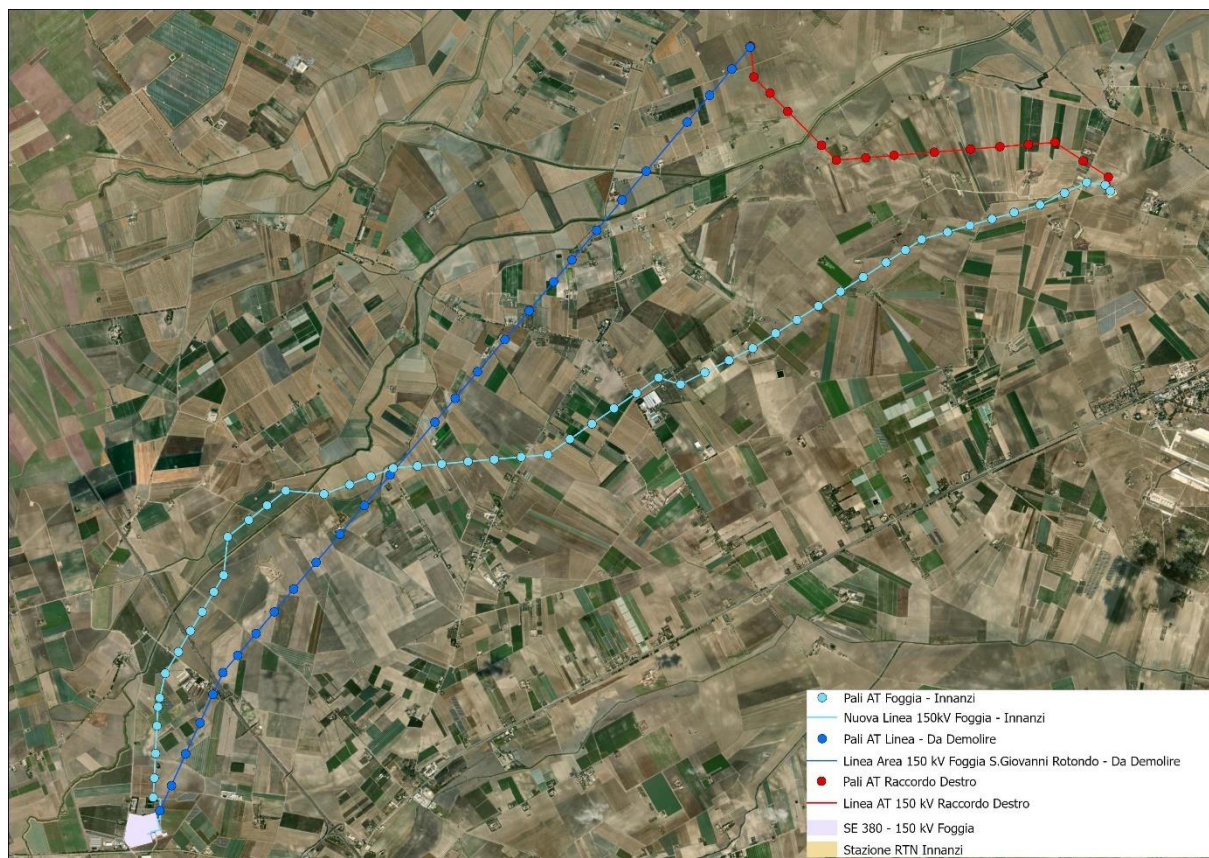 Pali AT Foggia - Innanzi
Nuova Linea 150kV Foggia - Innanzi
Pali AT Linea - Da Demolire
Linea Area 150 kV Foggia S.Giovanni Rotondo - Da Demolire
Pali AT Raccordo Destro
Linea AT 150 kV Raccordo Destro
SE 380 - 150 kV Foggia
Stazione RTN Innanzi